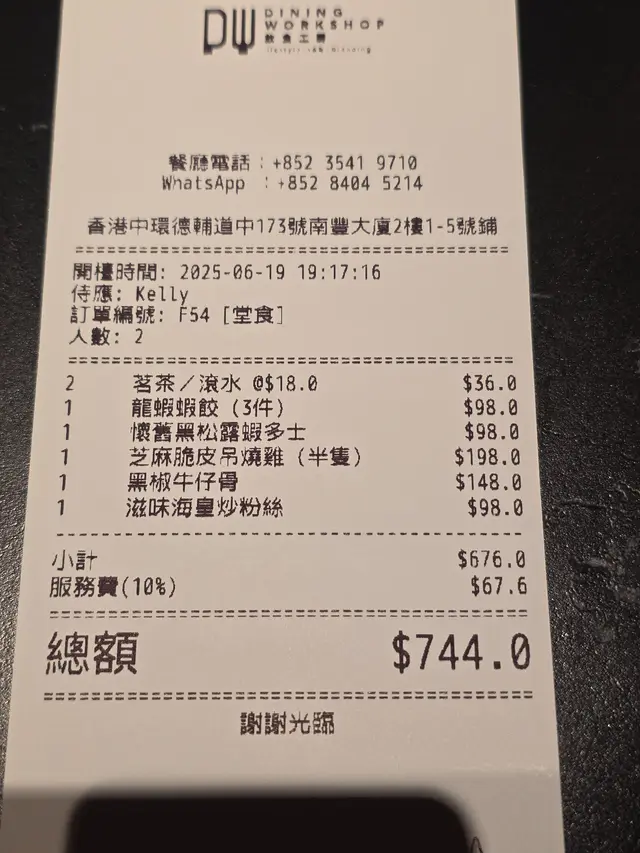 DW DINING
WORKSHOP
飲食工房
餐廳電話：+852 3541 9710
WhatsApp ：+852 8404 5214
香港中環德輔道中173號南豐大廈2樓1-5號鋪
開檯時間: 2025-06-19 19:17:16
侍應: Kelly
訂單編號: F54 [堂食]
人數: 2
2 茗茶／滾水 @$18.0 $36.0
1 龍蝦蝦餃 (3件) $98.0
1 懷舊黑松露蝦多士 $98.0
1 芝麻脆皮吊燒雞 (半隻) $198.0
1 黑椒牛仔骨 $148.0
1 滋味海皇炒粉絲 $98.0
小計 $676.0
服務費(10%) $67.6
總額 $744.0
謝謝光臨